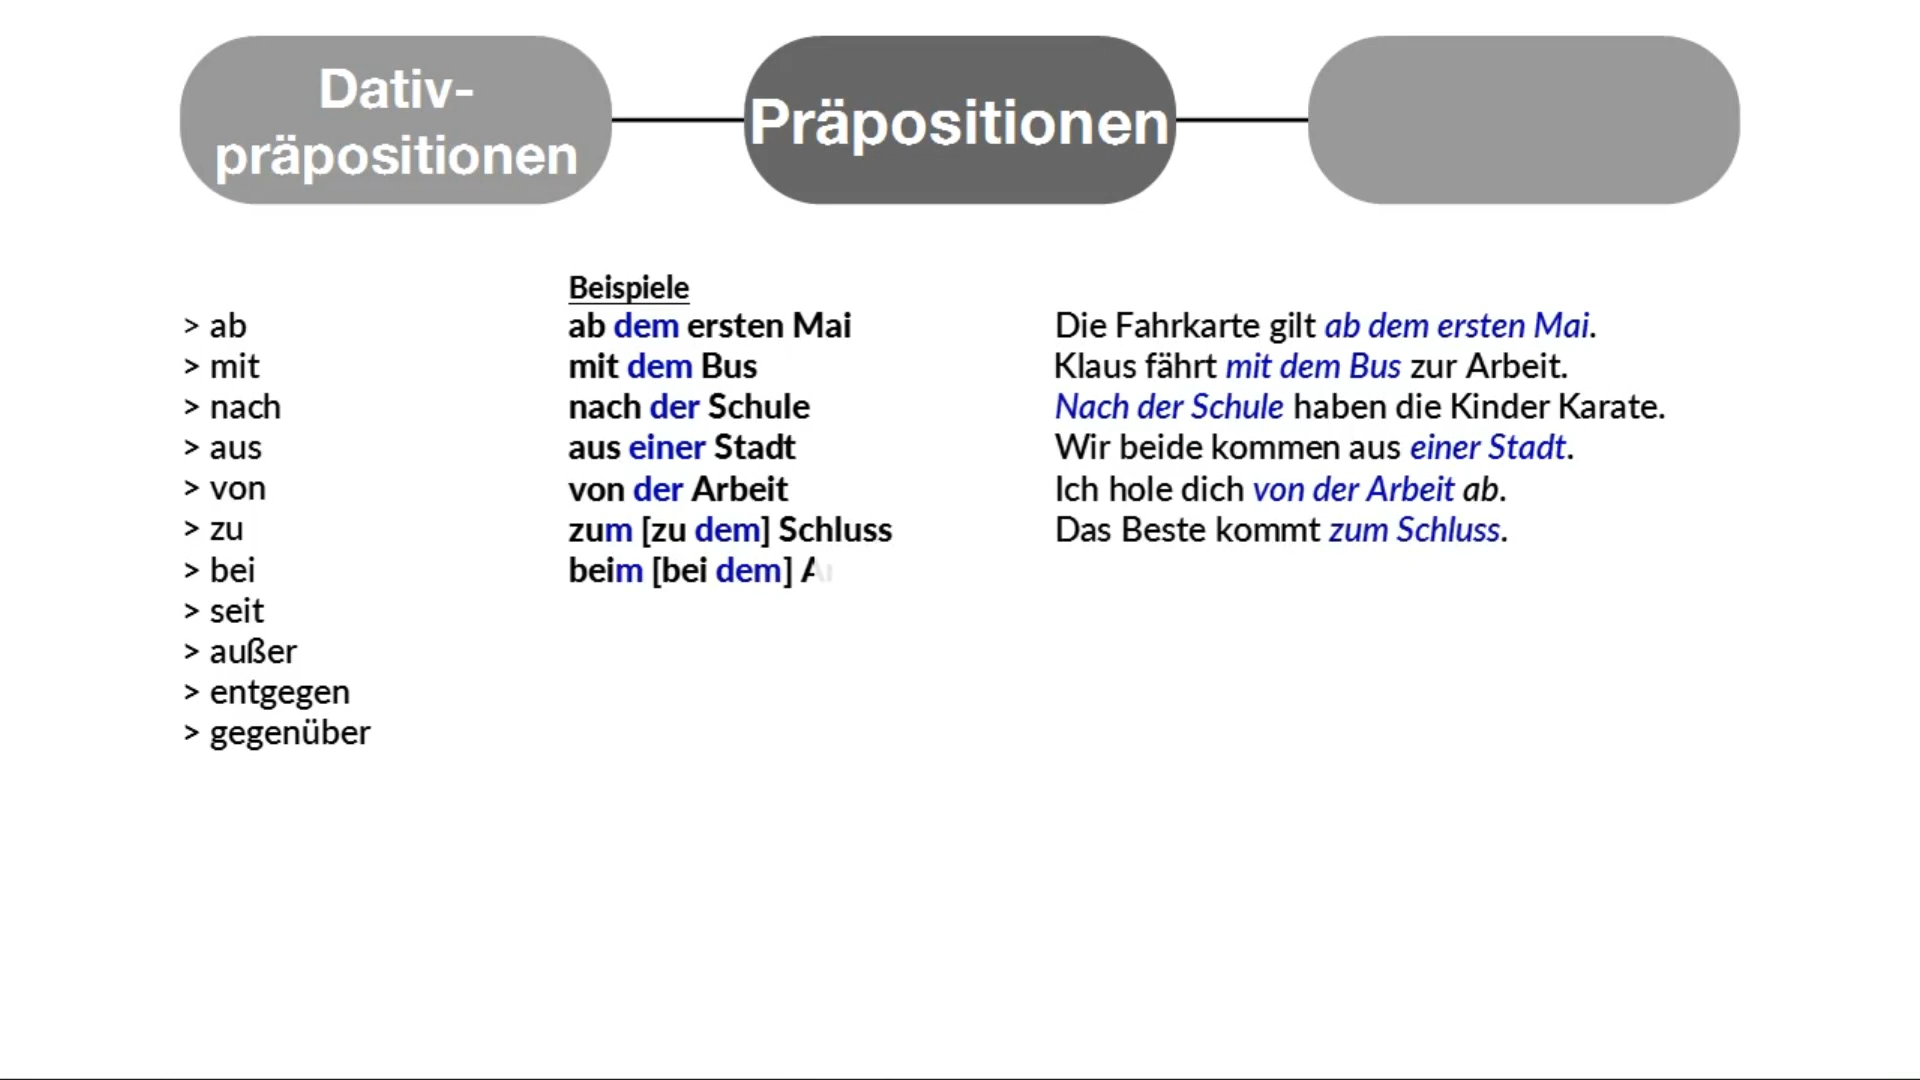 Dativ-
präpositionen
Präpositionen
Beispiele
> ab
ab dem ersten Mai
Die Fahrkarte gilt ab dem ersten Mai.
> mit
mit dem Bus
Klaus fährt mit dem Bus zur Arbeit.
> nach
nach der Schule
Nach der Schule haben die Kinder Karate.
> aus
aus einer Stadt
Wir beide kommen aus einer Stadt.
> von
von der Arbeit
Ich hole dich von der Arbeit ab.
> zu
zum [zu dem] Schluss
Das Beste kommt zum Schluss.
> bei
beim [bei dem]
> seit
> außer
> entgegen
> gegenüber